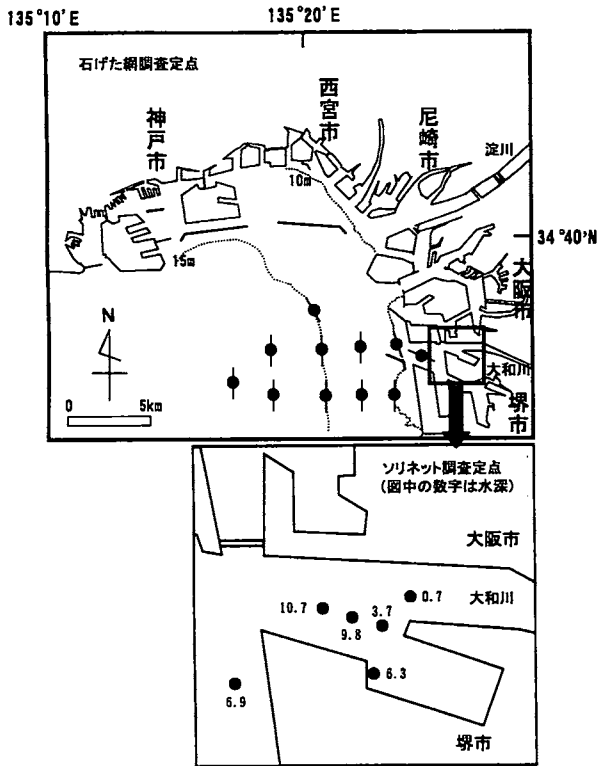 135°10'E
135°20'E
石げた網調査定点
神戸市
西宮市
尼崎市
淀川
10m
34°40'N
15m
大阪市
N
大和川
0
5km
堺市
ソリネット調査定点
(図中の数字は水深)
大阪市
大和川
10.7
3.7
0.7
9.8
6.3
6.9
堺市